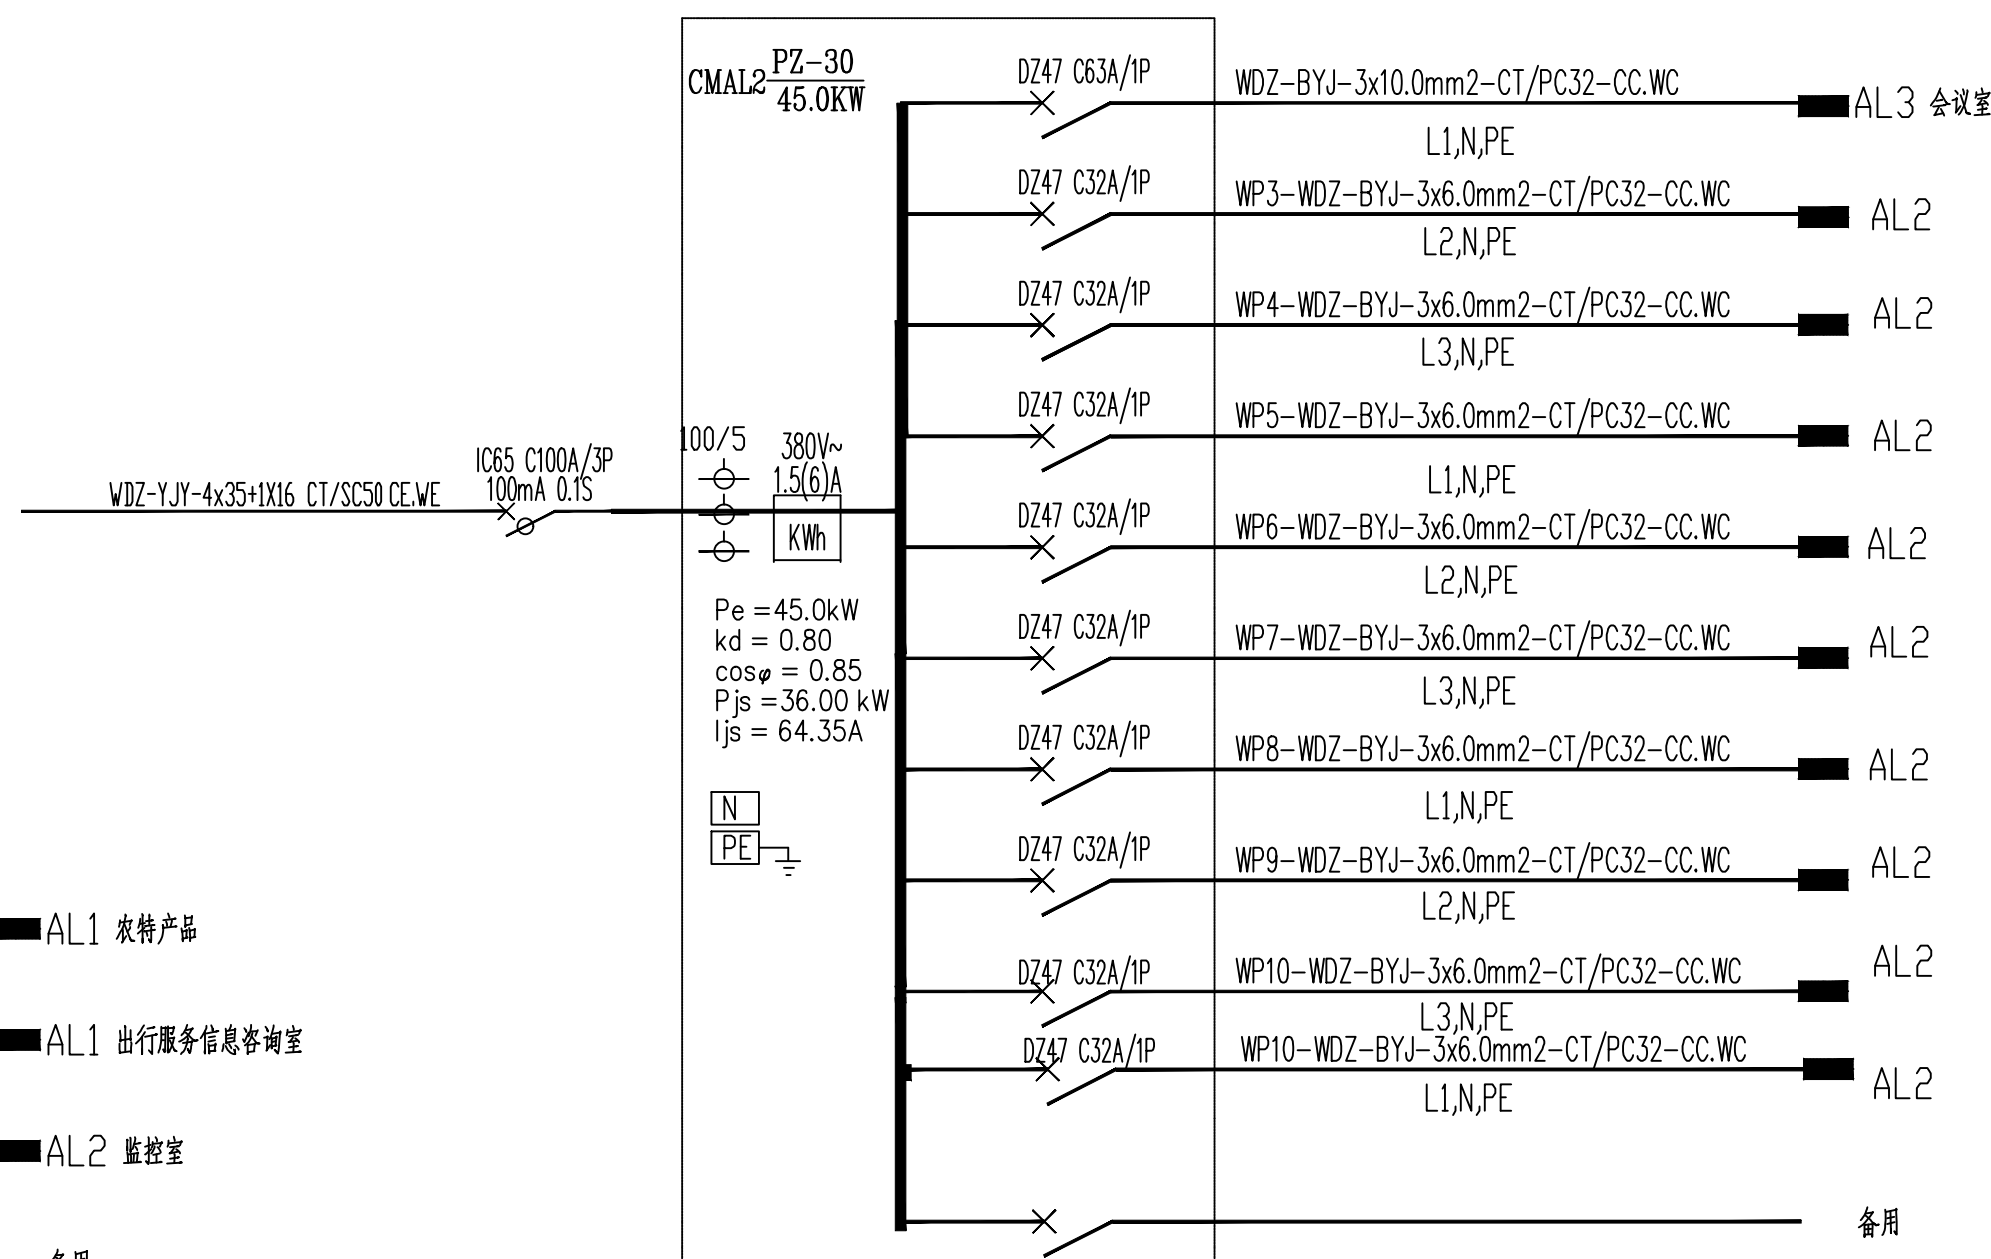 CMAL2 PZ-30
45.0KW
DZ47 C63A/1P
WDZ-BYJ-3x10.0mm2-CT/PC32-CC.WC
AL3 会议室
L1,N,PE
DZ47 C32A/1P
WP3-WDZ-BYJ-3x6.0mm2-CT/PC32-CC.WC
AL2
L2,N,PE
DZ47 C32A/1P
WP4-WDZ-BYJ-3x6.0mm2-CT/PC32-CC.WC
AL2
L3,N,PE
DZ47 C32A/1P
WP5-WDZ-BYJ-3x6.0mm2-CT/PC32-CC.WC
AL2
L1,N,PE
WDZ-YJY-4x35+1X16 CT/SC50 CE.WE
IC65 C100A/3P
100mA 0.1S
100/5
380V~
1.5(6)A
KWh
DZ47 C32A/1P
WP6-WDZ-BYJ-3x6.0mm2-CT/PC32-CC.WC
AL2
L2,N,PE
Pe =45.0kW
kd = 0.80
cosφ = 0.85
Pjs =36.00 kW
Ijs = 64.35A
DZ47 C32A/1P
WP7-WDZ-BYJ-3x6.0mm2-CT/PC32-CC.WC
AL2
L3,N,PE
DZ47 C32A/1P
WP8-WDZ-BYJ-3x6.0mm2-CT/PC32-CC.WC
AL2
L1,N,PE
N
PE
DZ47 C32A/1P
WP9-WDZ-BYJ-3x6.0mm2-CT/PC32-CC.WC
AL2
L2,N,PE
AL1 农特产品
DZ47 C32A/1P
WP10-WDZ-BYJ-3x6.0mm2-CT/PC32-CC.WC
AL2
L3,N,PE
AL1 出行服务信息咨询室
DZ47 C32A/1P
WP10-WDZ-BYJ-3x6.0mm2-CT/PC32-CC.WC
AL2
L1,N,PE
AL2 监控室
备用